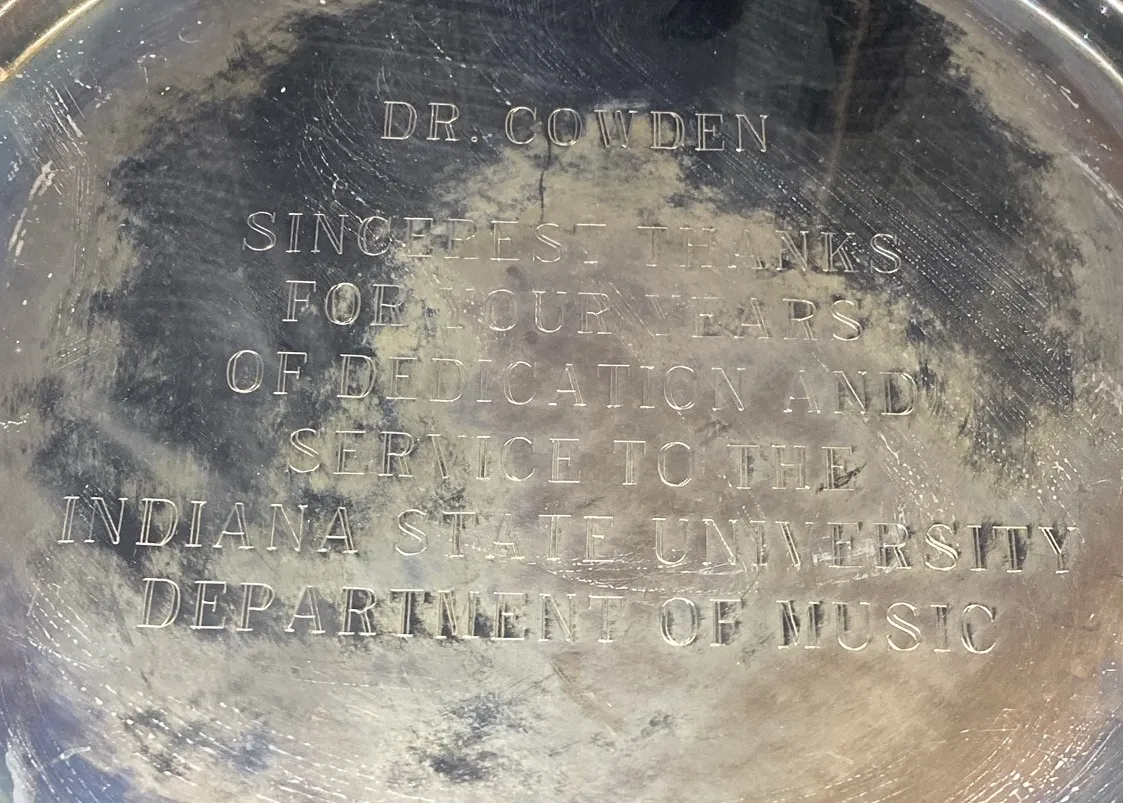 DR. COWDEN
SINCEREST THANKS
FOR YOUR YEARS
OF DEDICATION AND
SERVICE TO THE
INDIANA STATE UNIVERSITY
DEPARTMENT OF MUSIC